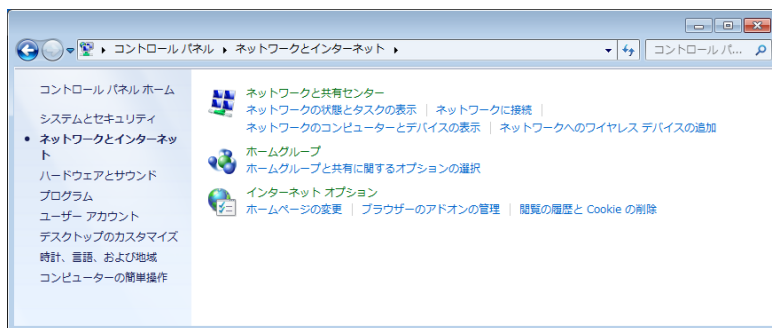 コントロール パネル ▸ ネットワークとインターネット ▸
コントロール パ...
コントロール パネル ホーム
システムとセキュリティ
ネットワークとインターネッ
ト
ハードウェアとサウンド
プログラム
ユーザー アカウント
デスクトップのカスタマイズ
時計、言語、および地域
コンピューターの簡単操作
ネットワークと共有センター
ネットワークの状態とタスクの表示 | ネットワークに接続 |
ネットワークのコンピューターとデバイスの表示 | ネットワークへのワイヤレス デバイスの追加
ホームグループ
ホームグループと共有に関するオプションの選択
インターネット オプション
ホームページの変更 | ブラウザーのアドオンの管理 | 閲覧の履歴と Cookie の削除